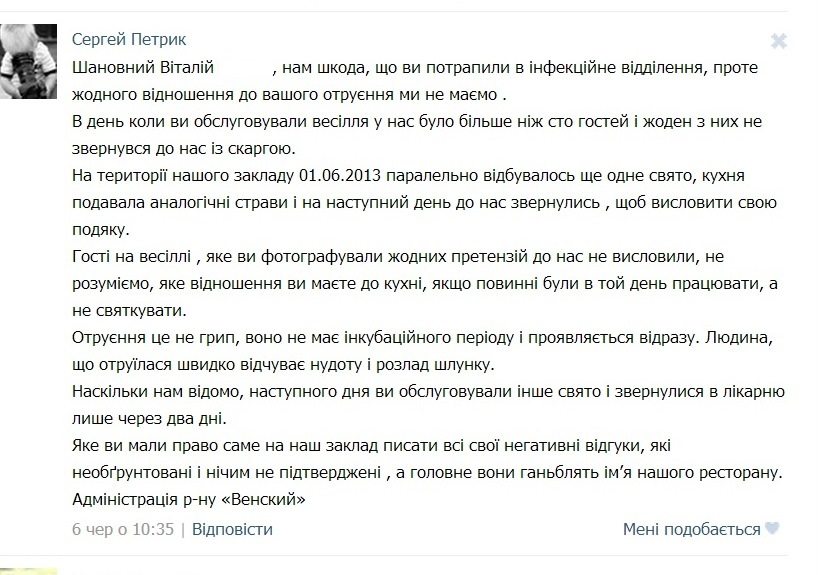 Сергей Петрик
Шановний Віталій , нам шкода, що ви потрапили в інфекційне відділення, проте
жодного відношення до вашого отруєння ми не маємо .
В день коли ви обслуговували весілля у нас було більше ніж сто гостей і жоден з них не
звернувся до нас із скаргою.
На території нашого закладу 01.06.2013 паралельно відбувалось ще одне свято, кухня
подавала аналогічні страви і на наступний день до нас звернулись , щоб висловити свою
подяку.
Гості на весіллі , яке ви фотографували жодних претензій до нас не висловили, не
розуміємо, яке відношення ви маєте до кухні, якщо повинні були в той день працювати, а
не святкувати.
Отруєння це не грип, воно не має інкубаційного періоду і проявляється відразу. Людина,
що отруїлася швидко відчуває нудоту і розлад шлунку.
Наскільки нам відомо, наступного дня ви обслуговували інше свято і звернулися в лікарню
лише через два дні.
Яке ви мали право саме на наш заклад писати всі свої негативні відгуки, які
необґрунтовані і нічим не підтверджені , а головне вони ганьблять ім’я нашого ресторану.
Адміністрація р-ну «Венский»
6 чер о 10:35 | Відповісти Мені подобається